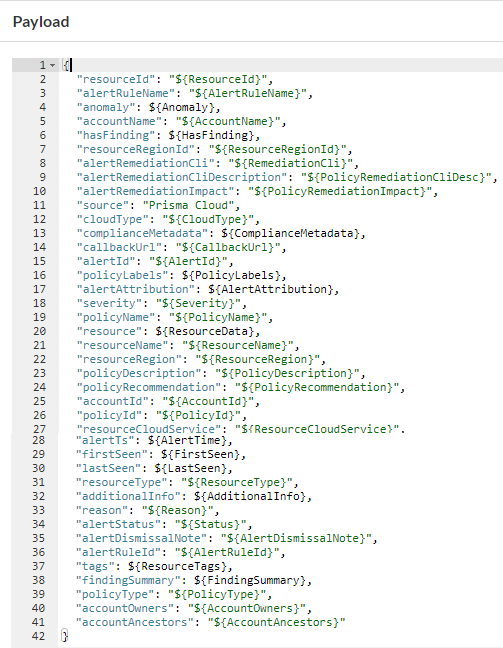 Payload
1 {
2 "resourceId": "${ResourceId}",
3 "alertRuleName": "${AlertRuleName}",
4 "anomaly": ${Anomaly},
5 "accountName": "${AccountName}",
6 "hasFinding": ${HasFinding},
7 "resourceRegionId": "${ResourceRegionId}",
8 "alertRemediationCli": "${RemediationCli}",
9 "alertRemediationCliDescription": "${PolicyRemediationCliDesc}",
10 "alertRemediationImpact": "${PolicyRemediationImpact}",
11 "source": "Prisma Cloud",
12 "cloudType": "${CloudType}",
13 "complianceMetadata": ${ComplianceMetadata},
14 "callbackUrl": "${CallbackUrl}",
15 "alertId": "${AlertId}",
16 "policyLabels": ${PolicyLabels},
17 "alertAttribution": ${AlertAttribution},
18 "severity": "${Severity}",
19 "policyName": "${PolicyName}",
20 "resource": ${ResourceData},
21 "resourceName": "${ResourceName}",
22 "resourceRegion": "${ResourceRegion}",
23 "policyDescription": "${PolicyDescription}",
24 "policyRecommendation": "${PolicyRecommendation}",
25 "accountId": "${AccountId}",
26 "policyId": "${PolicyId}",
27 "resourceCloudService": "${ResourceCloudService}",
28 "alertTs": ${AlertTime},
29 "firstSeen": ${FirstSeen},
30 "lastSeen": ${LastSeen},
31 "resourceType": "${ResourceType}",
32 "additionalInfo": ${AdditionalInfo},
33 "reason": "${Reason}",
34 "alertStatus": "${Status}",
35 "alertDismissalNote": "${AlertDismissalNote}",
36 "alertRuleId": "${AlertRuleId}",
37 "tags": ${ResourceTags},
38 "findingSummary": ${FindingSummary},
39 "policyType": "${PolicyType}",
40 "accountOwners": "${AccountOwners}",
41 "accountAncestors": "${AccountAncestors}"
42 }